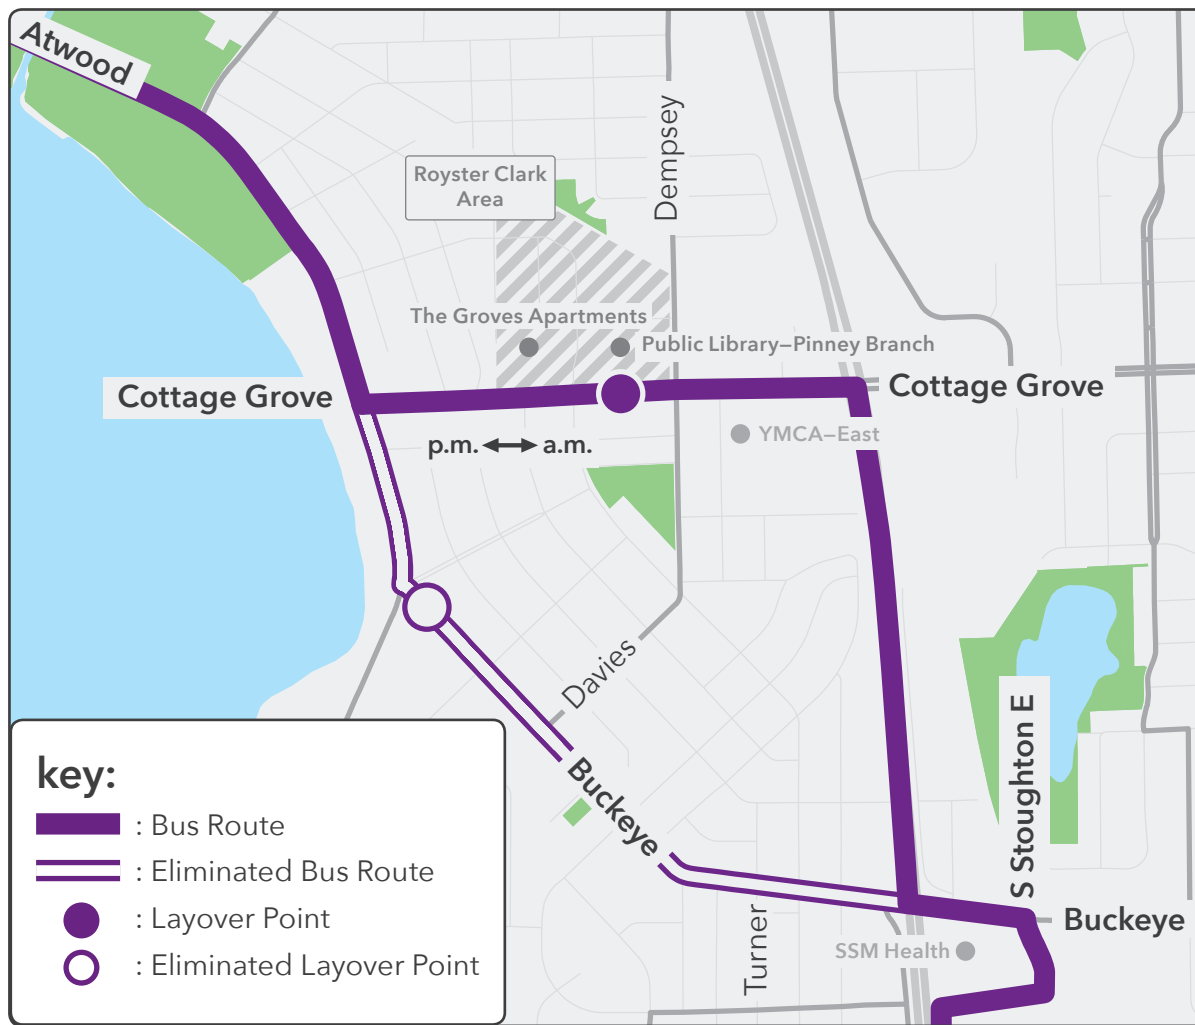 Atwood
Dempsey
Royster Clark
Area
The Groves Apartments
Public Library–Pinney Branch
Cottage Grove
Cottage Grove
p.m.
a.m.
YMCA–East
Davies
Buckeye
S Stoughton E
Buckeye
Turner
SSM Health
key:
: Bus Route
: Eliminated Bus Route
: Layover Point
: Eliminated Layover Point